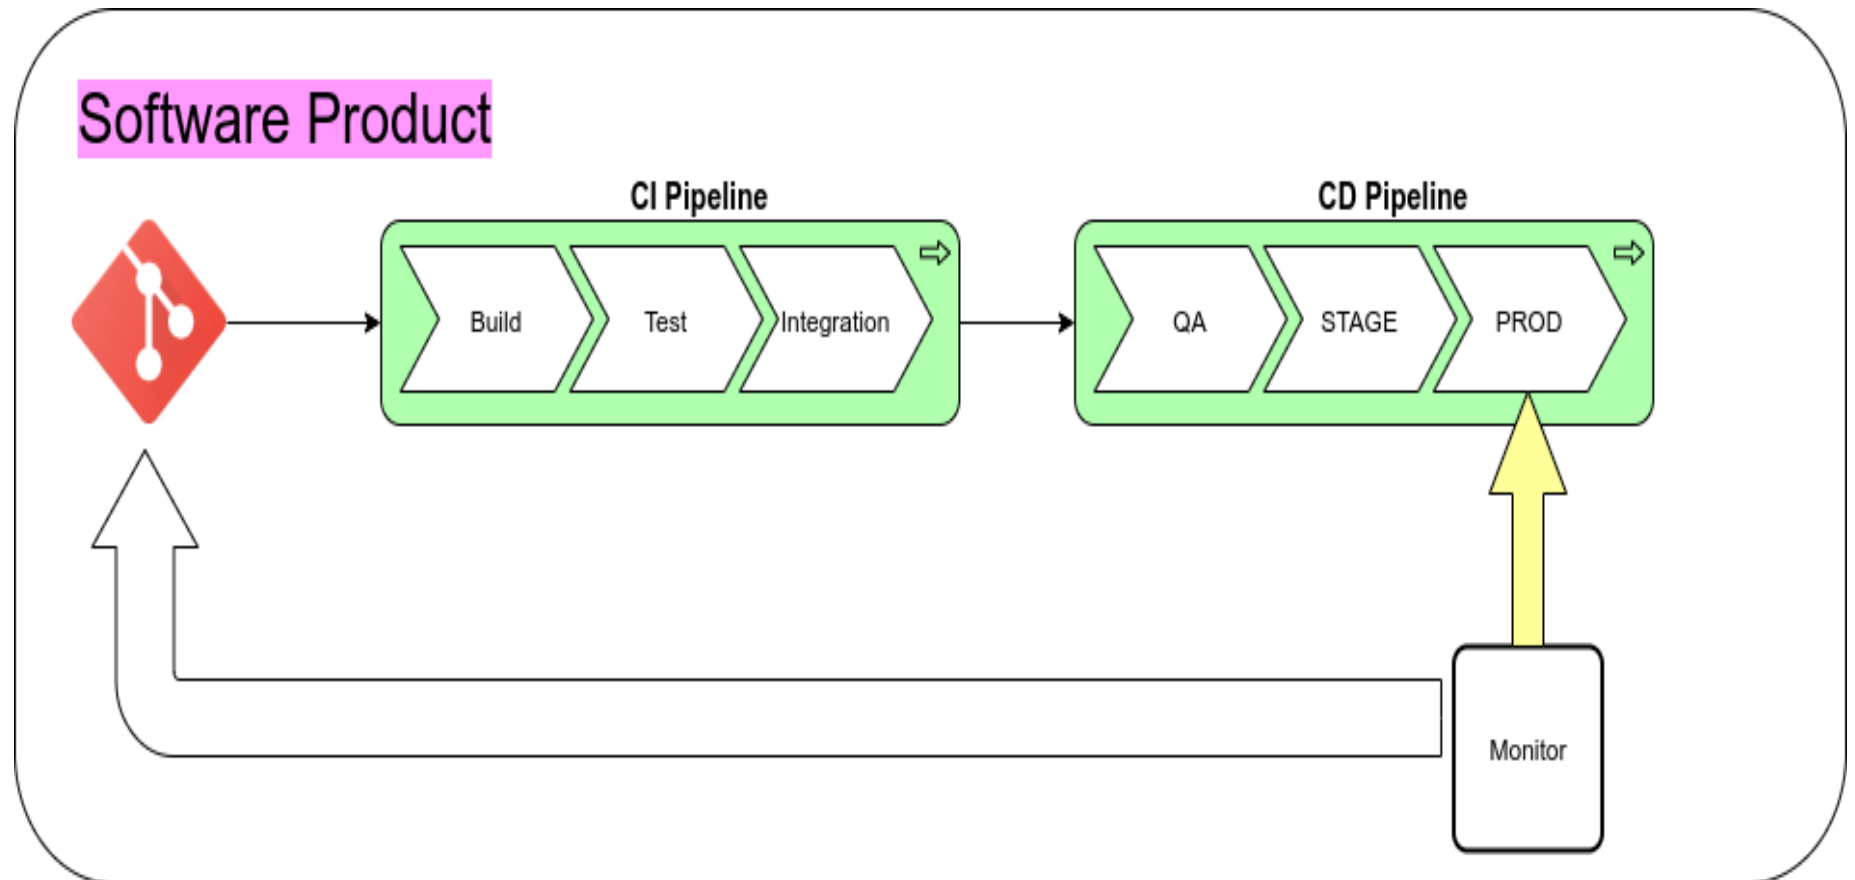 Software Product
CI Pipeline
CD Pipeline
Build
Test
Integration
QA
STAGE
PROD
Monitor